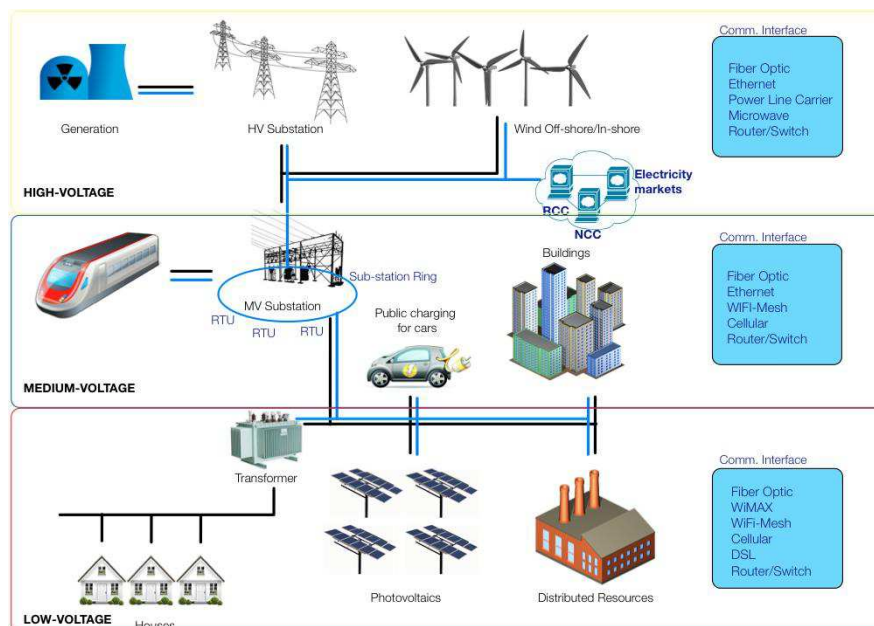 Comm. Interface
Fiber Optic
Ethernet
Power Line Carrier
Microwave
Router/Switch
Generation
HV Substation
Wind Off-shore/In-shore
Electricity
markets
RCC
NCC
HIGH-VOLTAGE
Comm. Interface
Fiber Optic
Ethernet
WIFI-Mesh
Cellular
Router/Switch
Buildings
Sub-station Ring
MV Substation
RTU
RTU
RTU
Public charging
for cars
MEDIUM-VOLTAGE
Comm. Interface
Fiber Optic
WiMAX
WiFi-Mesh
Cellular
DSL
Router/Switch
Transformer
Photovoltaics
Distributed Resources
LOW-VOLTAGE
Houses